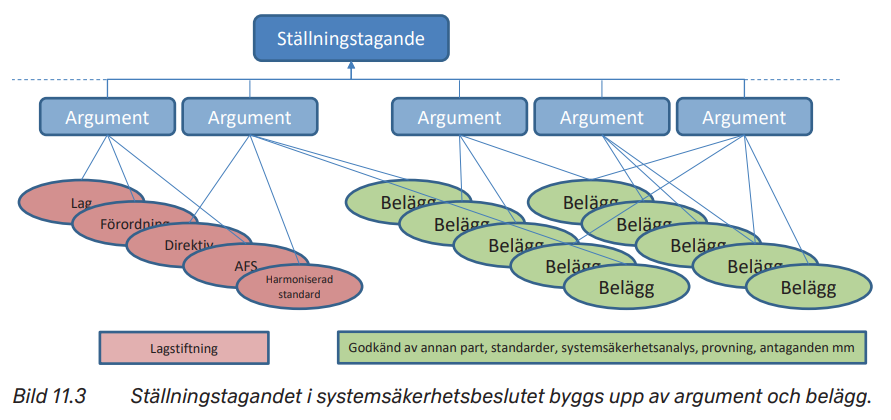 Ställningstagande
Argument
Argument
Argument
Argument
Argument
Lag
Förordning
Direktiv
AFS
Harmoniserad
standard
Belägg
Belägg
Belägg
Belägg
Belägg
Belägg
Belägg
Belägg
Belägg
Belägg
Lagstiftning
Godkänd av annan part, standarder, systemsäkerhetsanalys, provning, antaganden mm
Bild 11.3 Ställningstagandet i systemsäkerhetsbeslutet byggs upp av argument och belägg.